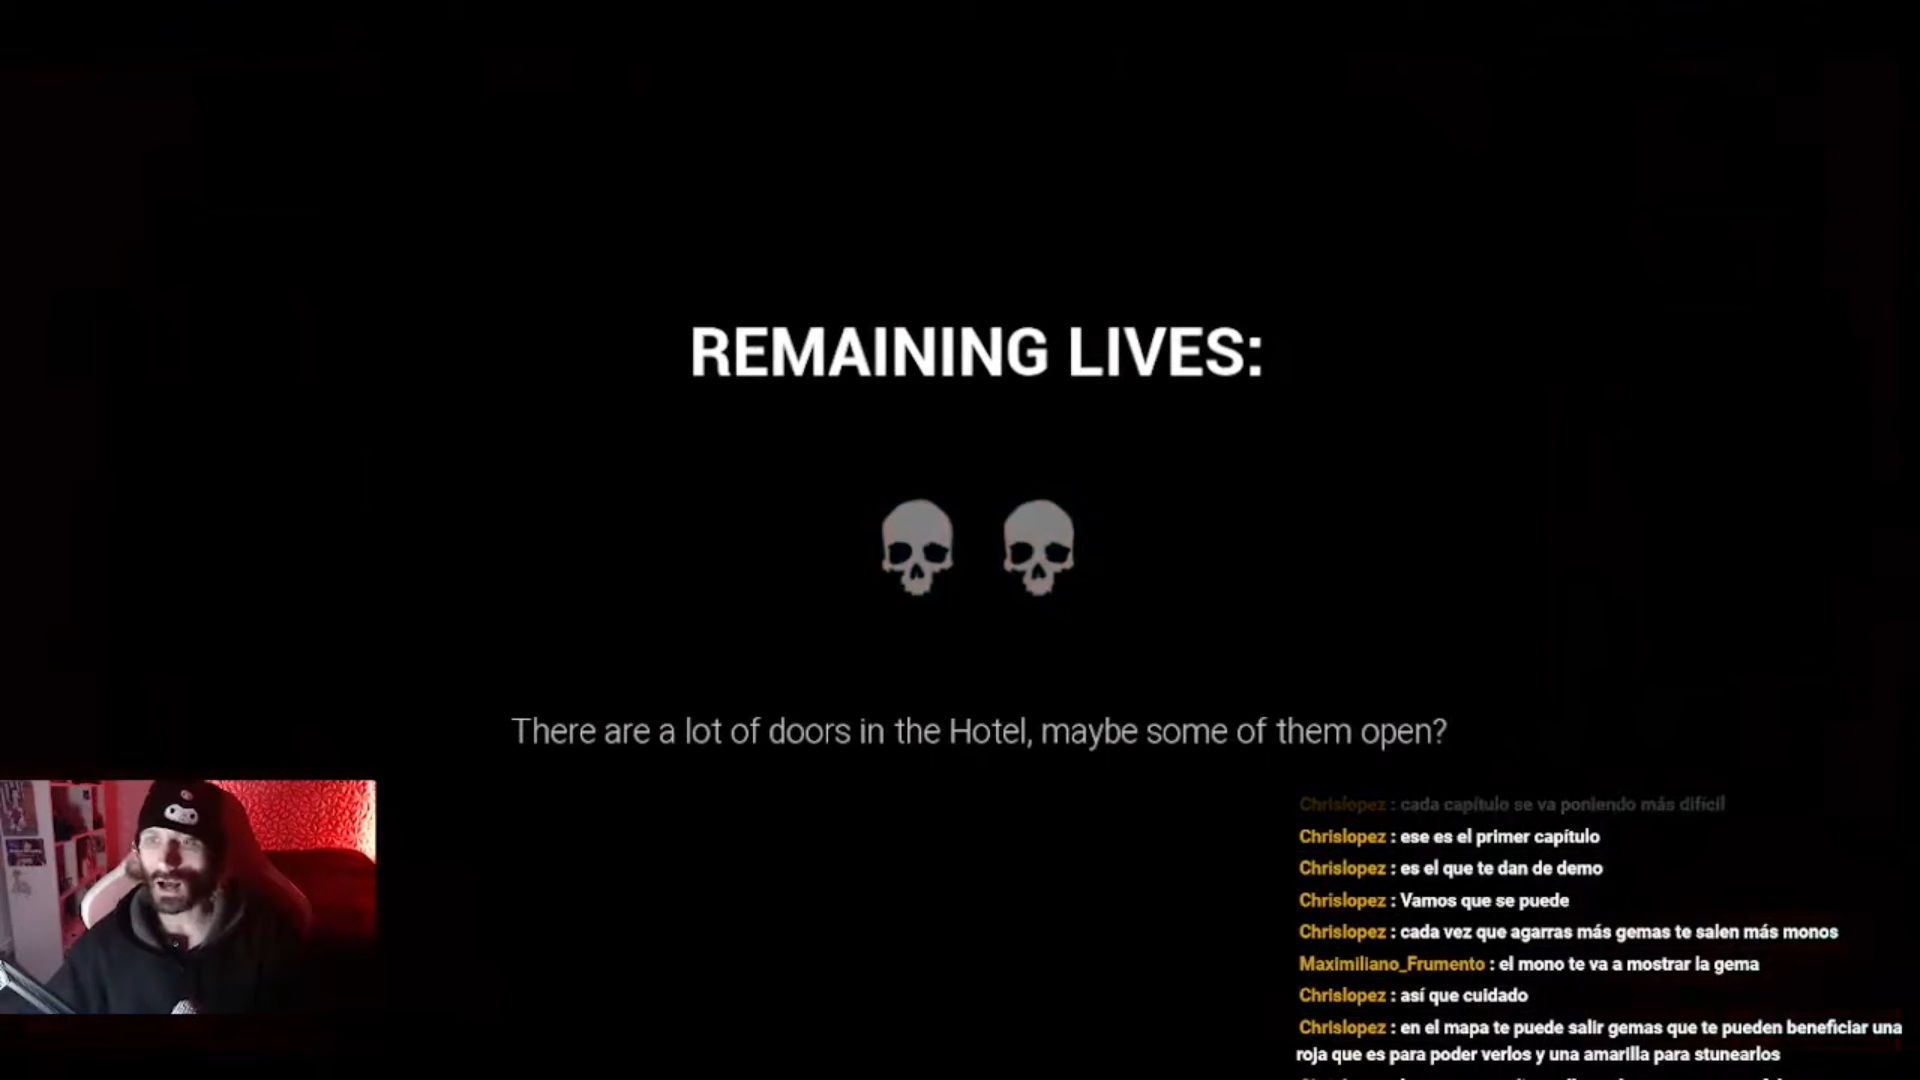 REMAINING LIVES:
There are a lot of doors in the Hotel, maybe some of them open?
Chrislopez : cada capítulo se va poniendo más difícil
Chrislopez : ese es el primer capítulo
Chrislopez : es el que te dan de demo
Chrislopez : Vamos que se puede
Chrislopez : cada vez que agarras más gemas te salen más monos
Maximiliano_Frumento : el mono te va a mostrar la gema
Chrislopez : así que cuidado
Chrislopez : en el mapa te puede salir gemas que te pueden beneficiar una
roja que es para poder verlos y una amarilla para stunearlos